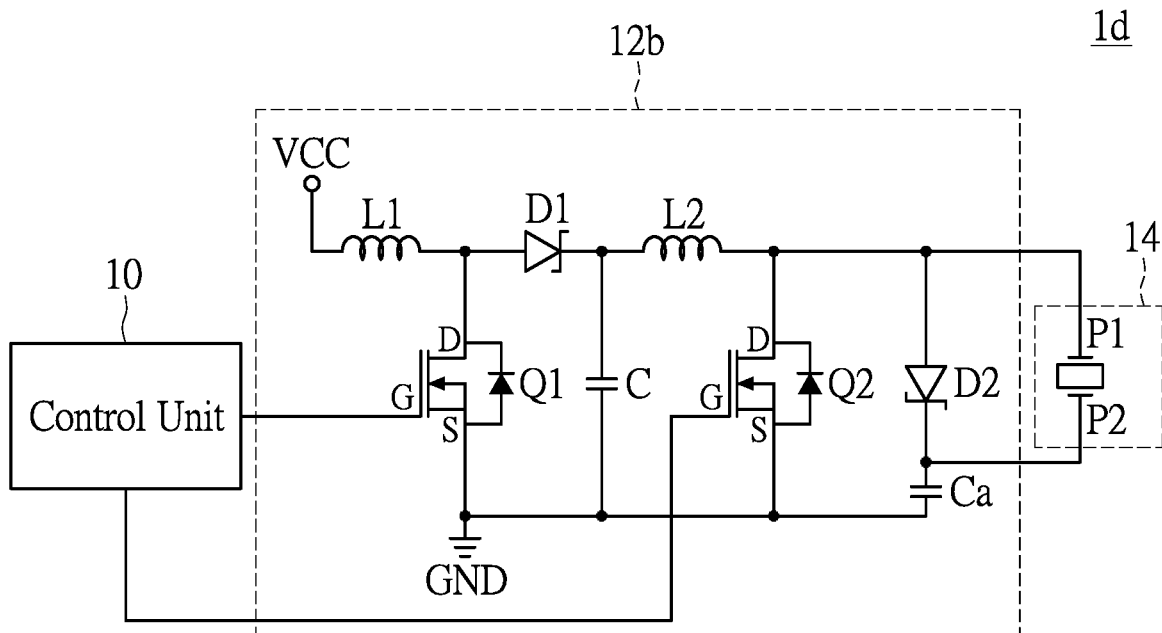 1d
12b
VCC
L1
D1
L2
14
10
P1
D
G
Q1
S
C
D
G
Q2
S
D2
P2
Control Unit
Ca
GND